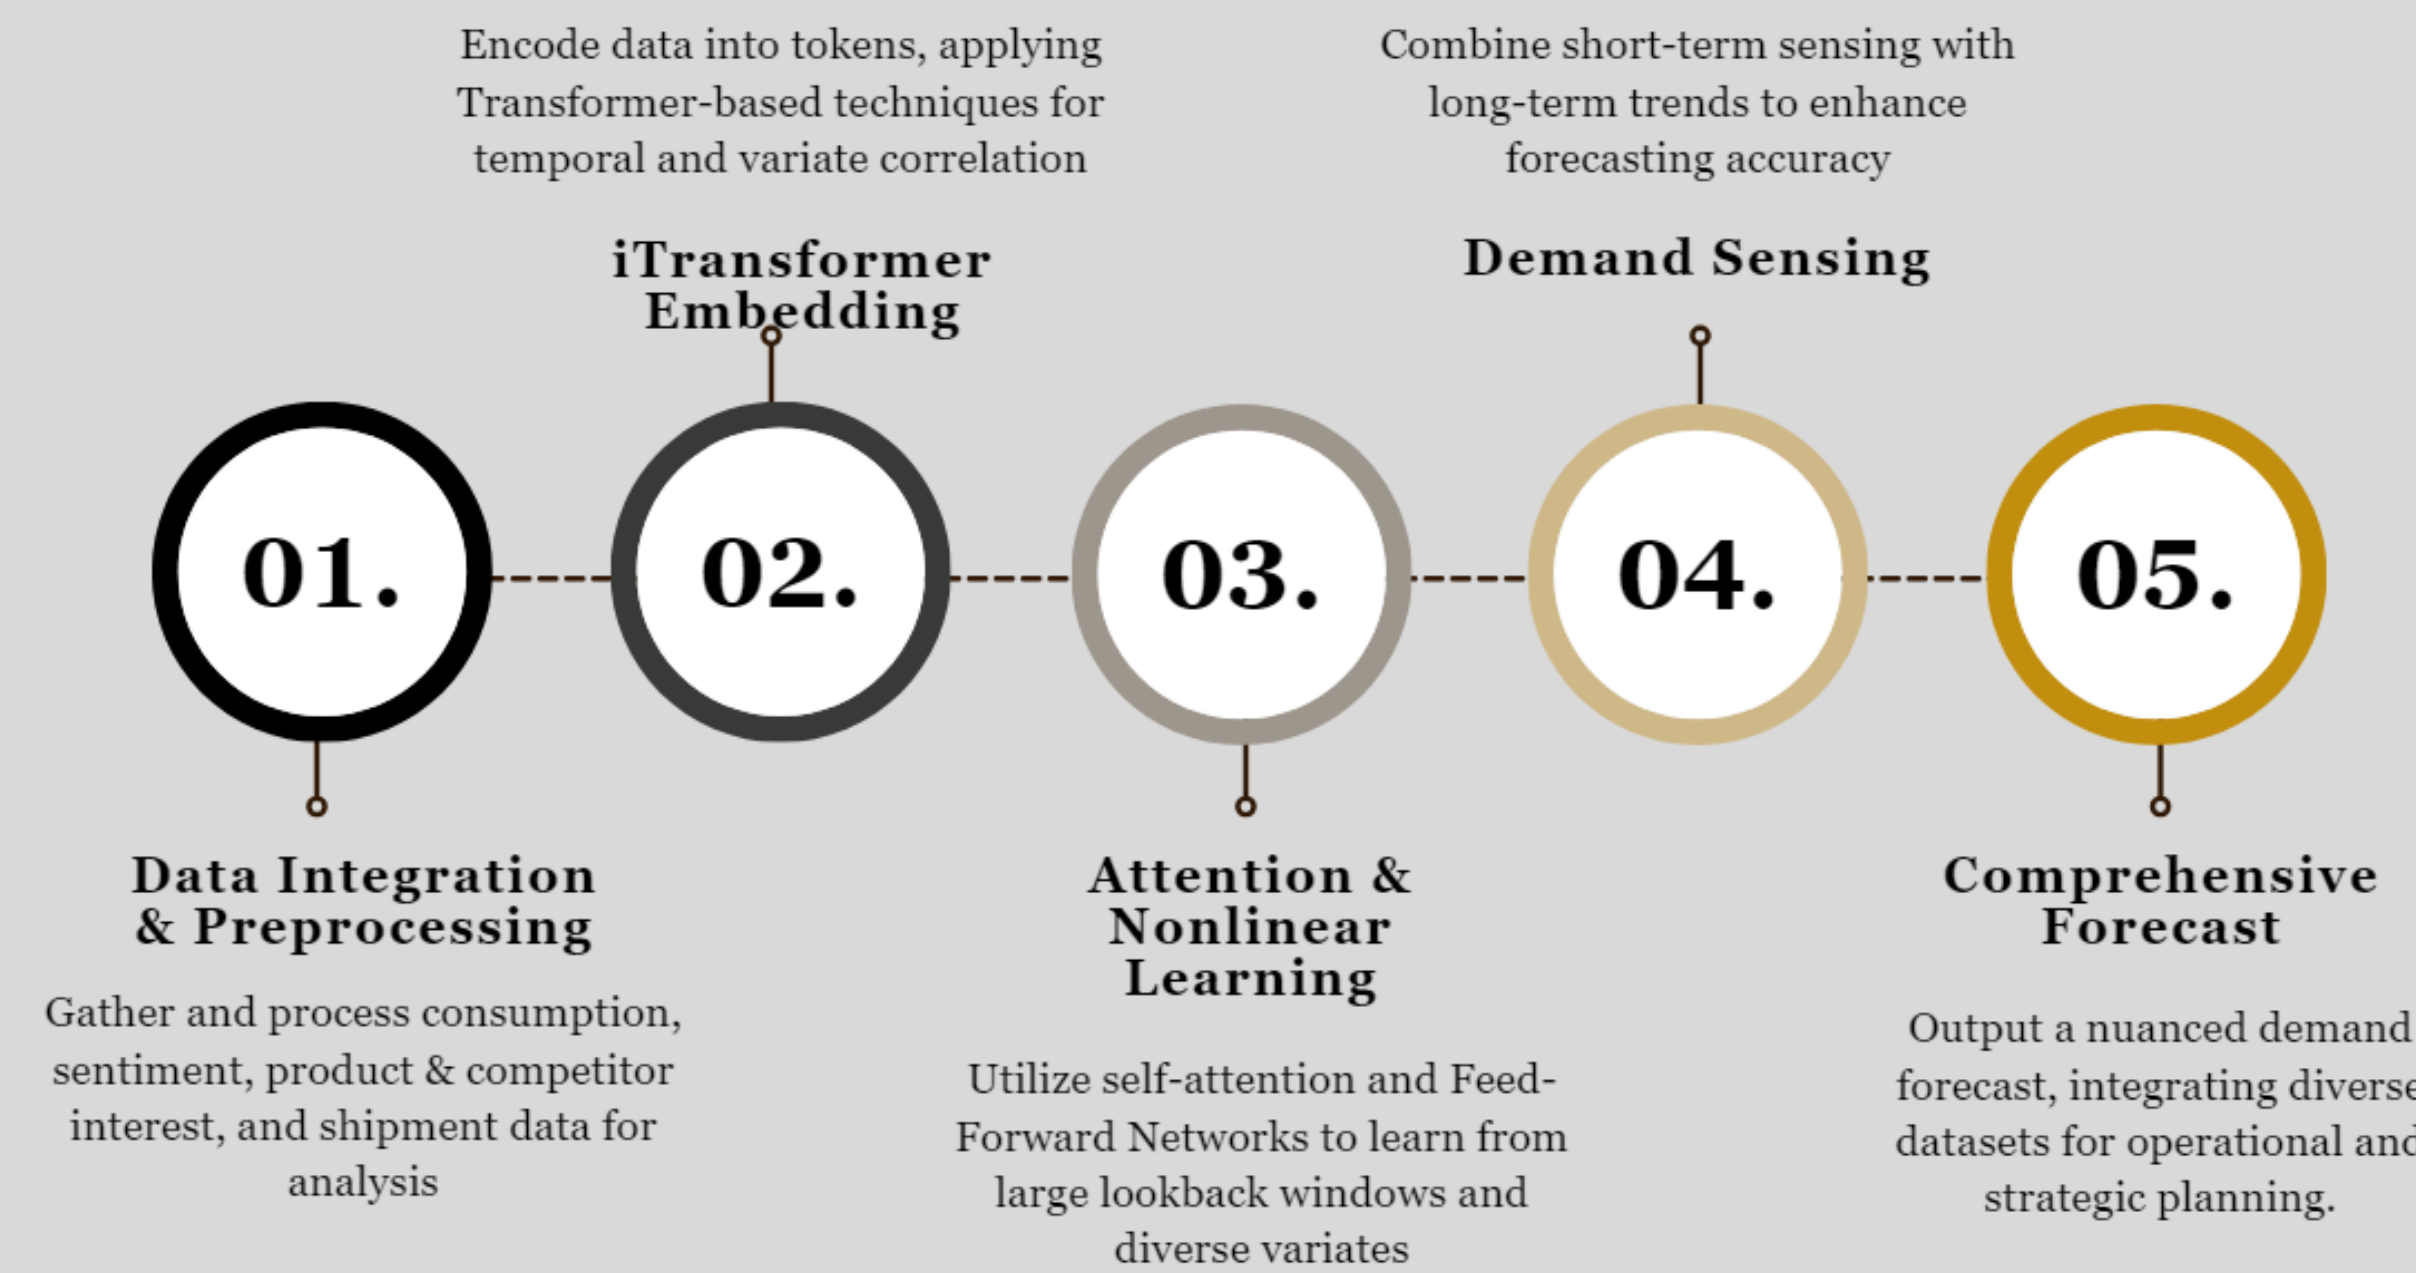 Encode data into tokens, applying
Transformer-based techniques for
temporal and variate correlation
iTransformer
Embedding
Combine short-term sensing with
long-term trends to enhance
forecasting accuracy
Demand Sensing
01.
02.
03.
04.
05.
Data Integration
& Preprocessing
Gather and process consumption,
sentiment, product & competitor
interest, and shipment data for
analysis
Attention &
Nonlinear
Learning
Utilize self-attention and Feed-
Forward Networks to learn from
large lookback windows and
diverse variates
Comprehensive
Forecast
Output a nuanced demand
forecast, integrating diverse
datasets for operational and
strategic planning.